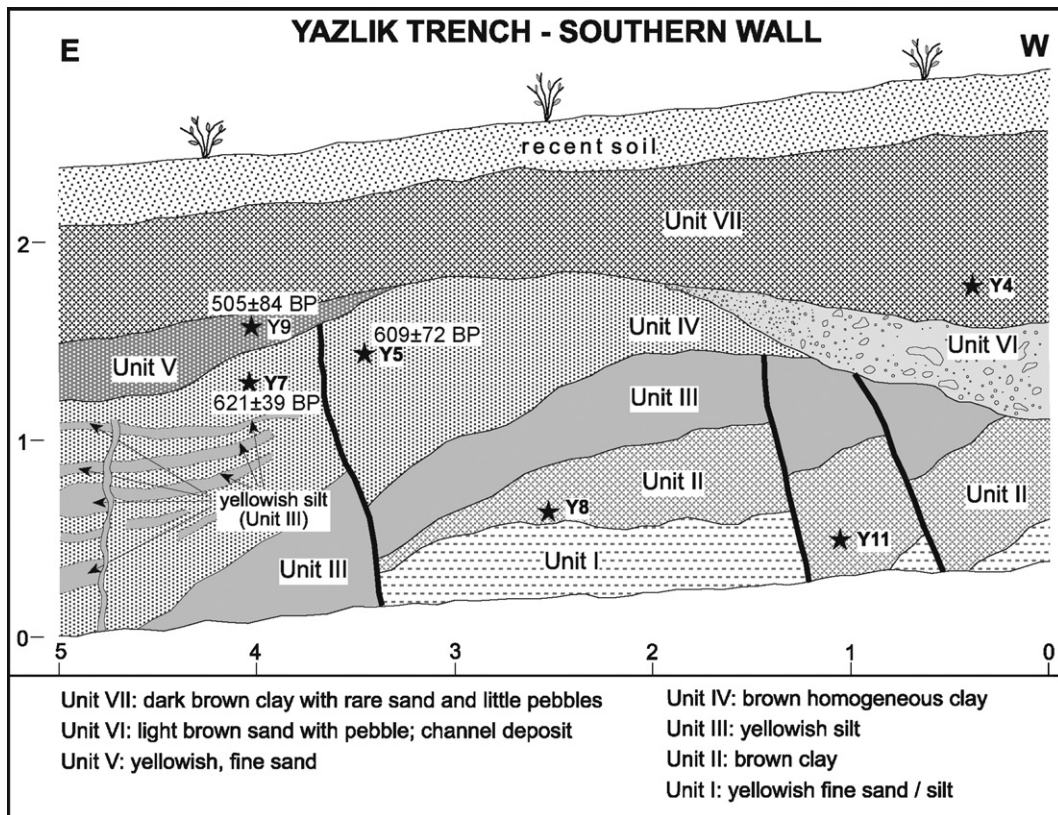 YAZLIK TRENCH - SOUTHERN WALL
E
W
recent soil
Unit VII
2
505±84 BP
Y9
Y4
609±72 BP
Y5
Unit IV
Unit VI
Unit V
Y7
621±39 BP
Unit III
1
Unit II
Unit II
yellowish silt
(Unit III)
Y8
Y11
Unit III
Unit I
0
5 4 3 2 1 0
Unit VII: dark brown clay with rare sand and little pebbles
Unit VI: light brown sand with pebble; channel deposit
Unit V: yellowish, fine sand
Unit IV: brown homogeneous clay
Unit III: yellowish silt
Unit II: brown clay
Unit I: yellowish fine sand / silt